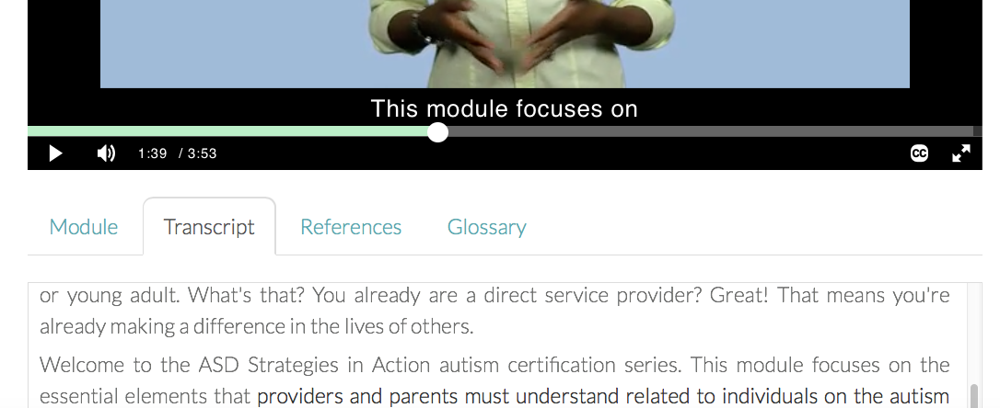 This module focuses on
1:39 / 3:53
CC
Module Transcript References Glossary
or young adult. What's that? You already are a direct service provider? Great! That means you're
already making a difference in the lives of others.
Welcome to the ASD Strategies in Action autism certification series. This module focuses on the
essential elements that providers and parents must understand related to individuals on the autism